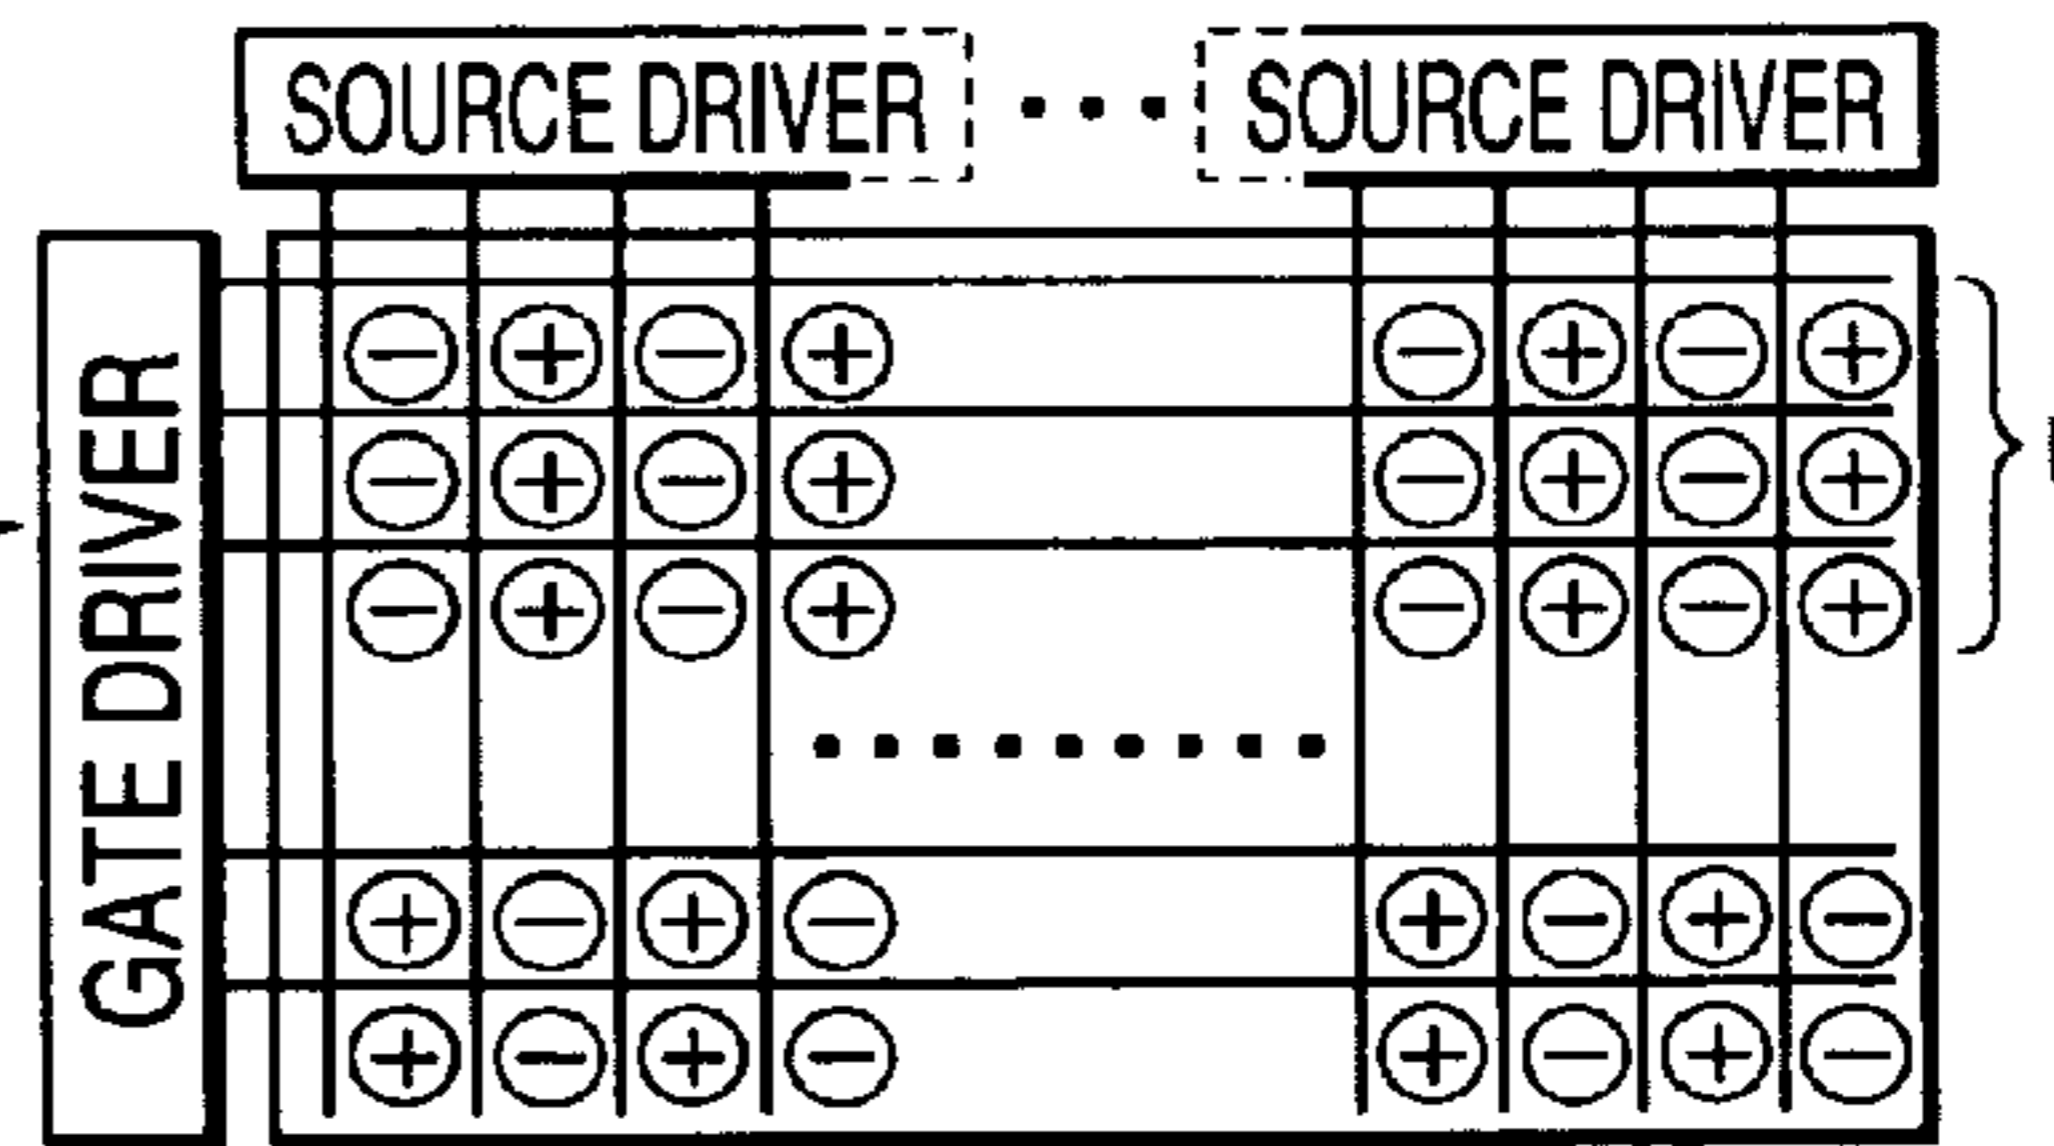 SOURCE DRIVER ... SOURCE DRIVER
GATE DRIVER
− + − + − + − +
− + − + − + − +
− + − + − + − +
.........
+ − + − + − + −
+ − + − + − + −